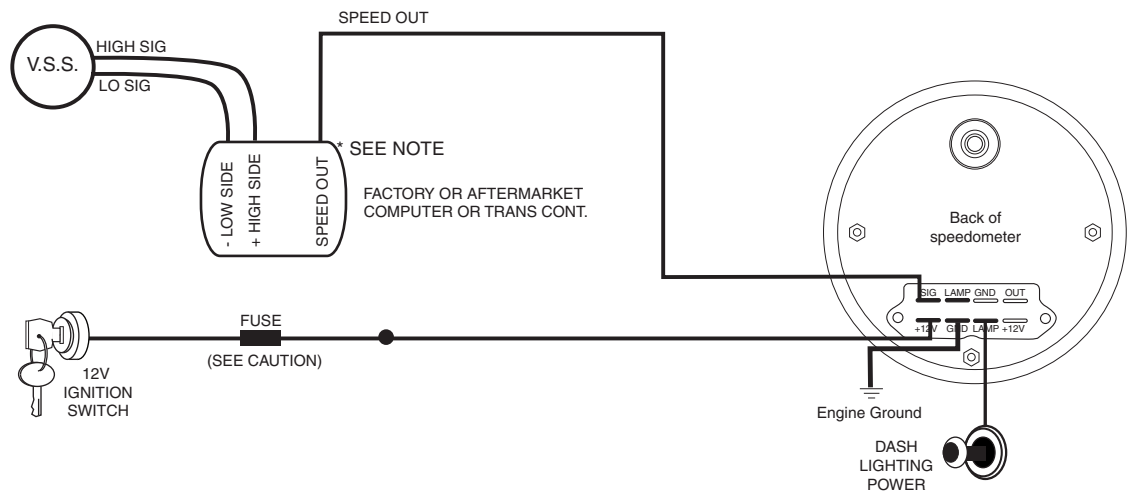 SPEED OUT
HIGH SIG
V.S.S.
LO SIG
* SEE NOTE
- LOW SIDE
+ HIGH SIDE
SPEED OUT
FACTORY OR AFTERMARKET
COMPUTER OR TRANS CONT.
Back of
speedometer
SIG LAMP GND OUT
+12V GND LAMP +12V
FUSE
(SEE CAUTION)
12V
IGNITION
SWITCH
Engine Ground
DASH
LIGHTING
POWER